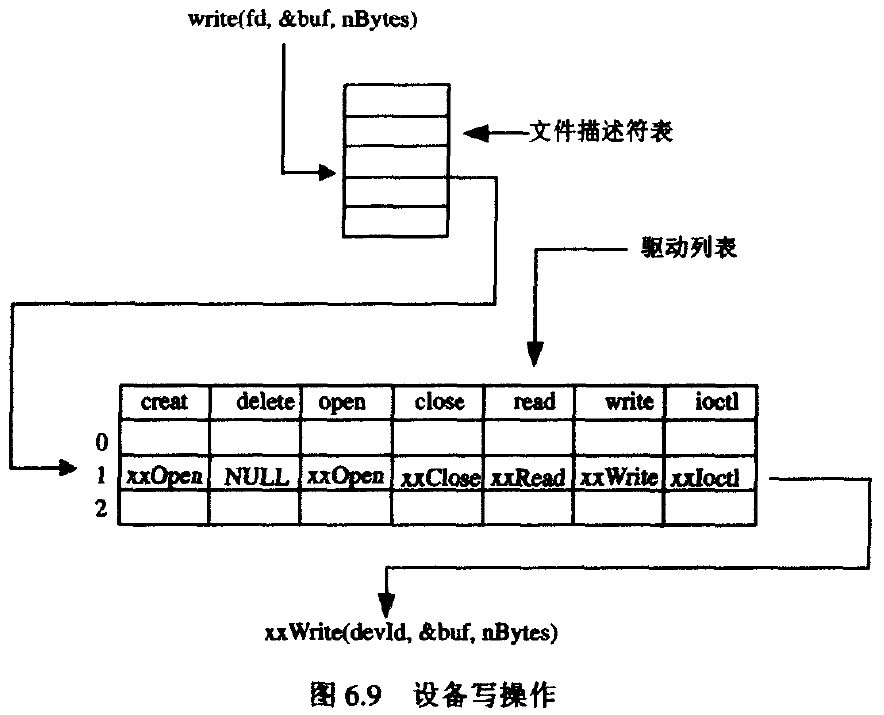 write(fd, &buf, nBytes)
文件描述符表
驱动列表
creat delete open close read write ioctl
0
1 xxOpen NULL xxOpen xxClose xxRead xxWrite xxIoctl
2
xxWrite(devId, &buf, nBytes)
图 6.9 设备写操作